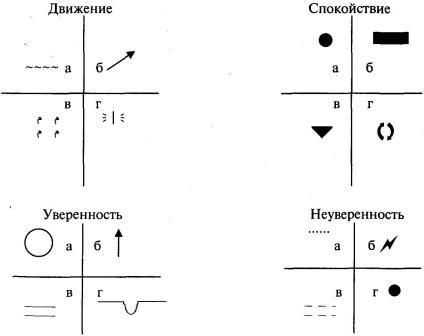 Движение
а б
в г
Спокойствие
а б
в г
Уверенность
а б
в г
Неуверенность
а б
в г